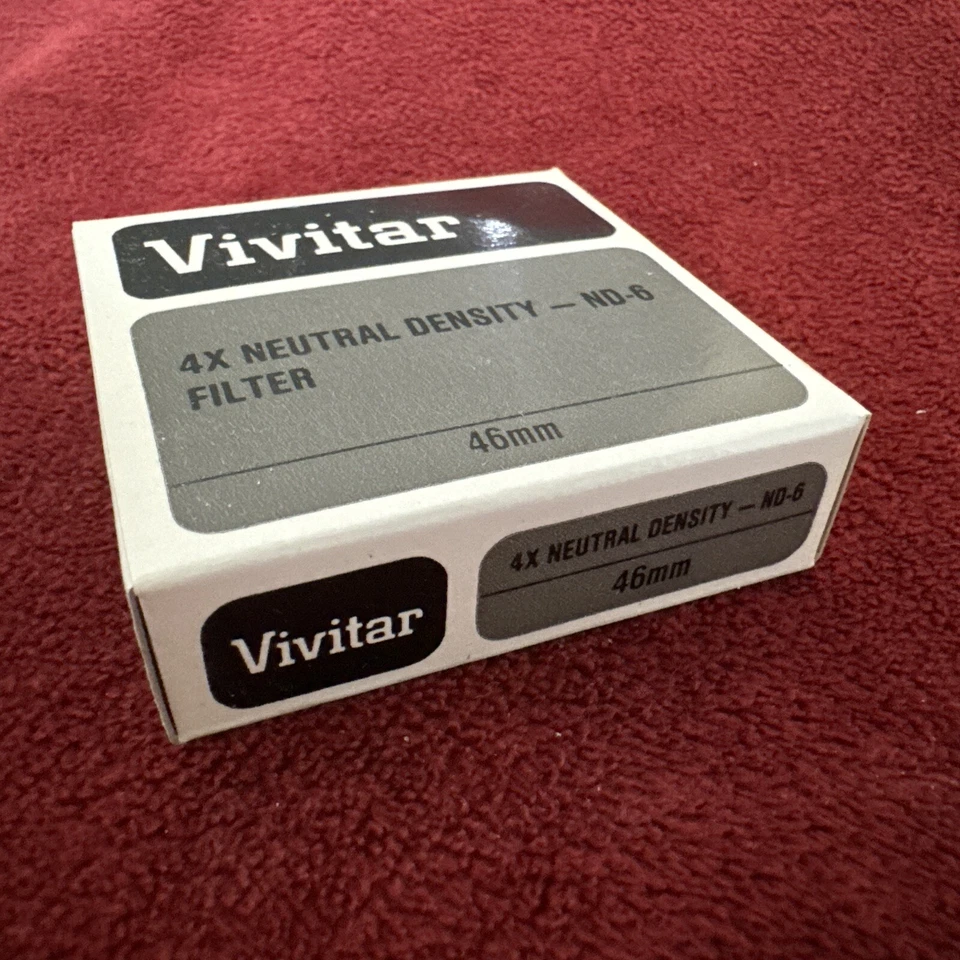 Vivitar
4X NEUTRAL DENSITY — ND-6
FILTER
46mm
Vivitar
4X NEUTRAL DENSITY — ND-6
46mm